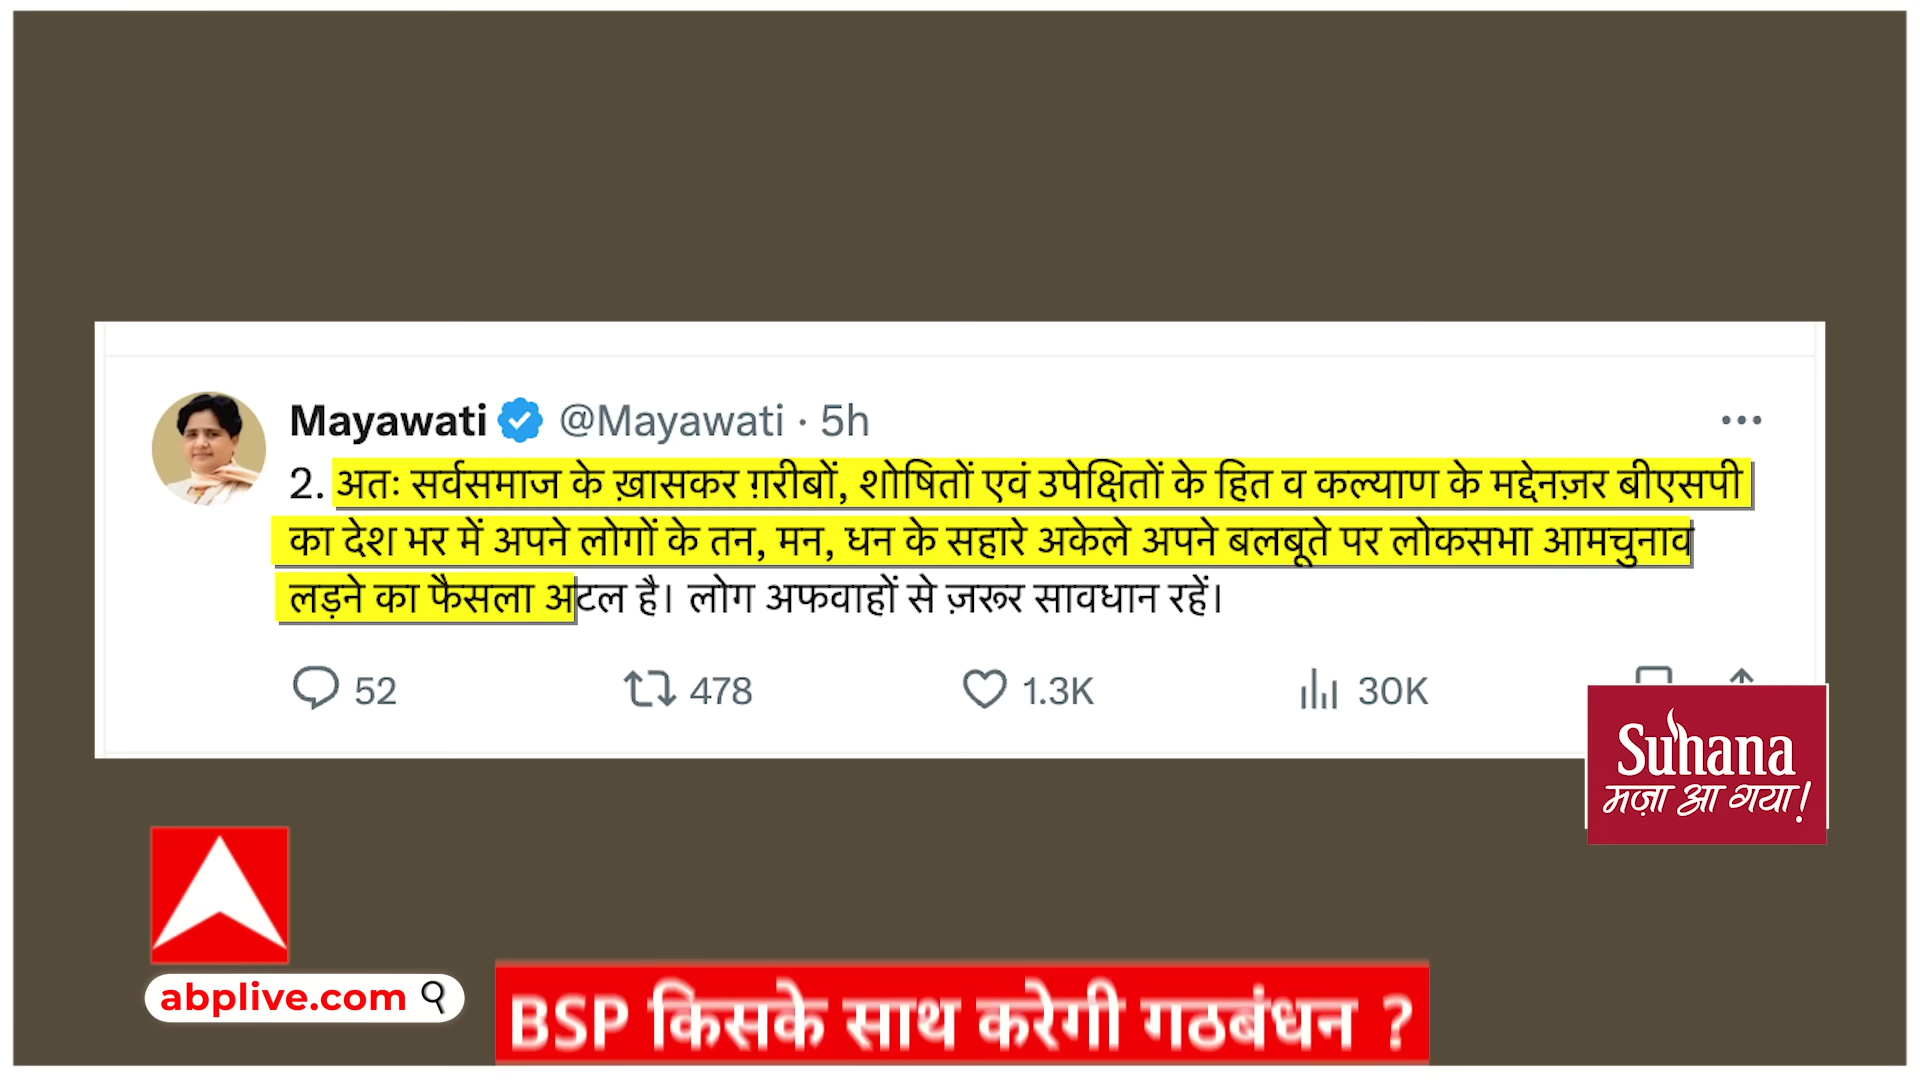 Mayawati @Mayawati · 5h
2. अतः सर्वसमाज के ख़ासकर ग़रीबों, शोषितों एवं उपेक्षितों के हित व कल्याण के मद्देनज़र बीएसपी
का देश भर में अपने लोगों के तन, मन, धन के सहारे अकेले अपने बलबूते पर लोकसभा आमचुनाव
लड़ने का फैसला अटल है। लोग अफवाहों से ज़रूर सावधान रहें।
52 478 1.3K 30K
Suhana
मज़ा आ गया!
abplive.com
BSP किसके साथ करेगी गठबंधन ?